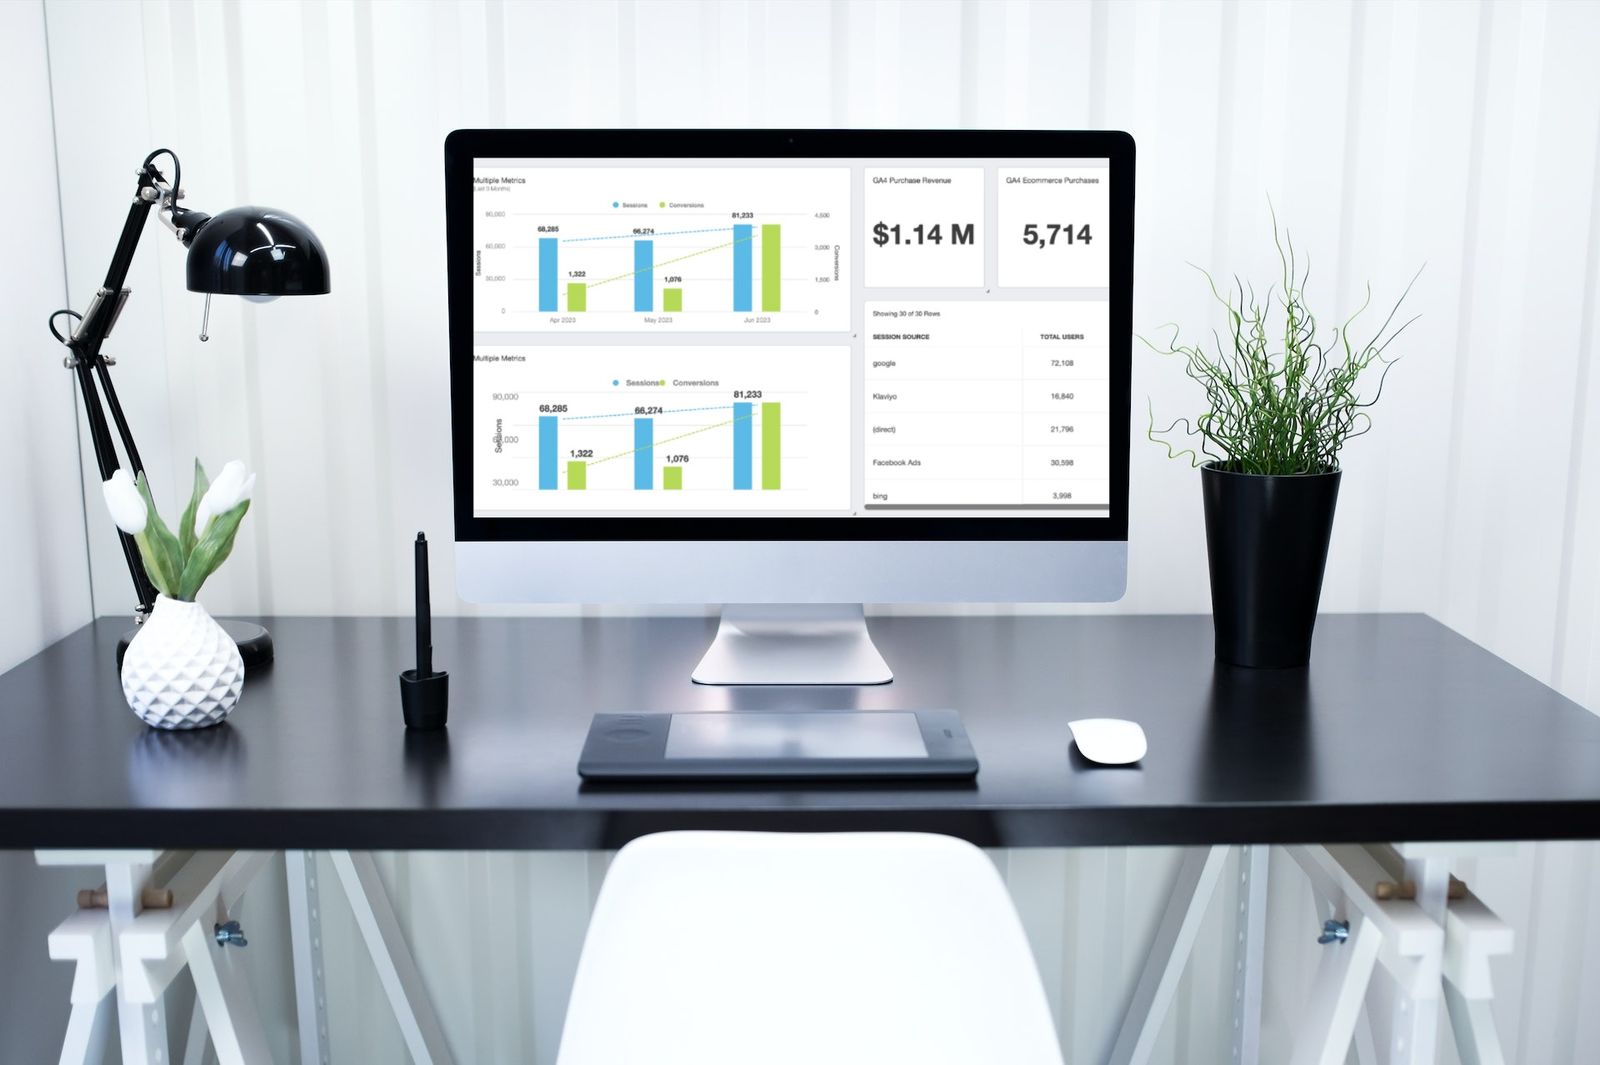 Multiple Metrics
(Last 3 Months)
Sessions Conversions
90,000
60,000
30,000
0
Sessions
68,285
1,322
66,274
1,076
81,233
4,500
3,000
1,500
0
Conversions
Apr 2023
May 2023
Jun 2023
Multiple Metrics
Sessions Conversions
90,000
60,000
30,000
Sessions
68,285
1,322
66,274
1,076
81,233
GA4 Purchase Revenue
$1.14 M
GA4 Ecommerce Purchases
5,714
Showing 30 of 30 Rows
SESSION SOURCE TOTAL USERS
google 72,108
Klaviyo 16,840
(direct) 21,796
Facebook Ads 30,598
bing 3,998